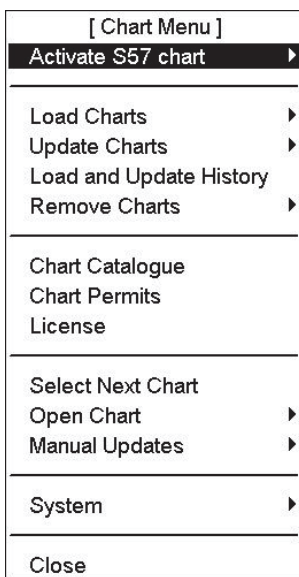 [ Chart Menu ]
Activate S57 chart
Load Charts
Update Charts
Load and Update History
Remove Charts
Chart Catalogue
Chart Permits
License
Select Next Chart
Open Chart
Manual Updates
System
Close